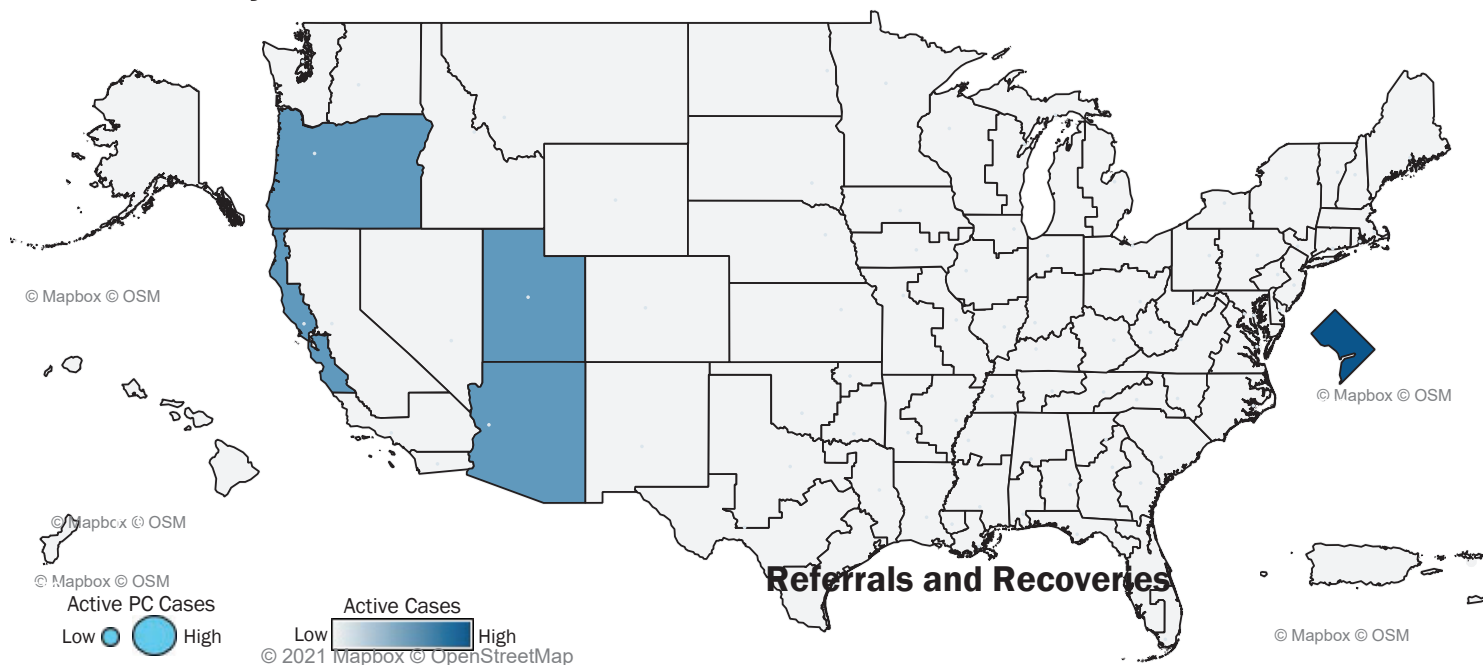 © Mapbox © OSM
© Mapbox © OSM
© Mapbox © OSM
© Mapbox © OSM
Referrals and Recoveries
Active PC Cases
Low High
Active Cases
Low High
© 2021 Mapbox © OpenStreetMap
© Mapbox © OSM